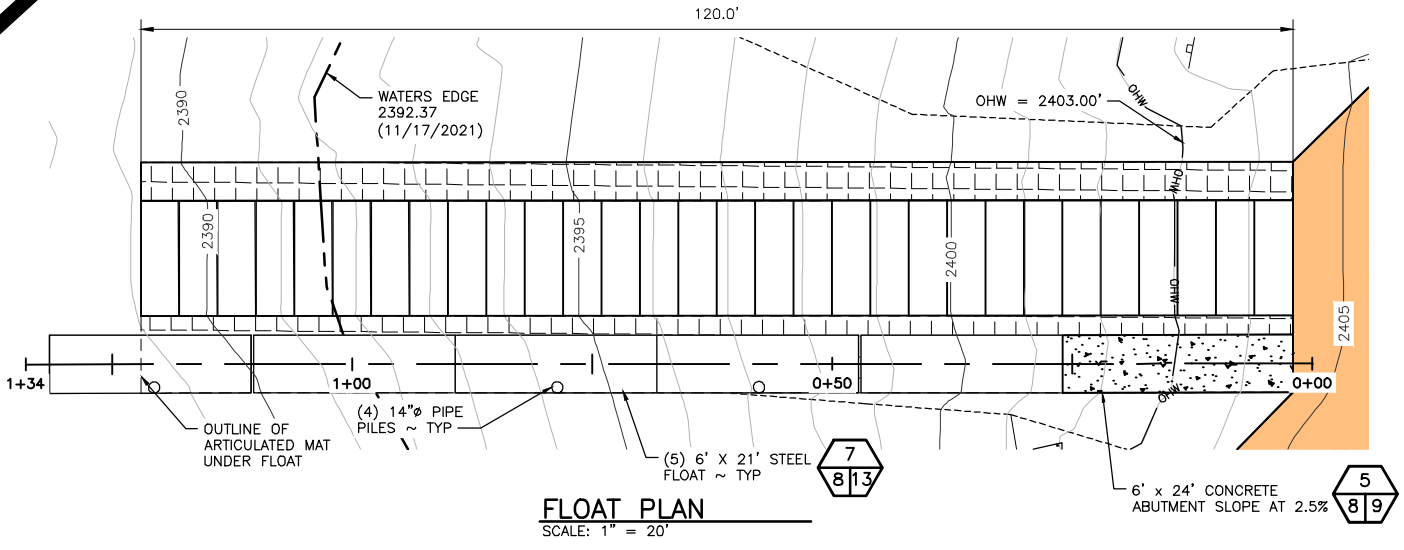 120.0'
2390
WATERS EDGE
2392.37
(11/17/2021)
OHW = 2403.00'
OHW
OHW
2390
2395
2400
OHW
2405
1+34
1+00
0+50
OHW
0+00
OUTLINE OF
ARTICULATED MAT
UNDER FLOAT
(4) 14"ø PIPE
PILES ~ TYP
(5) 6' X 21' STEEL
FLOAT ~ TYP
7
8 13
6' x 24' CONCRETE
ABUTMENT SLOPE AT 2.5%
5
8 9
FLOAT PLAN
SCALE: 1" = 20'